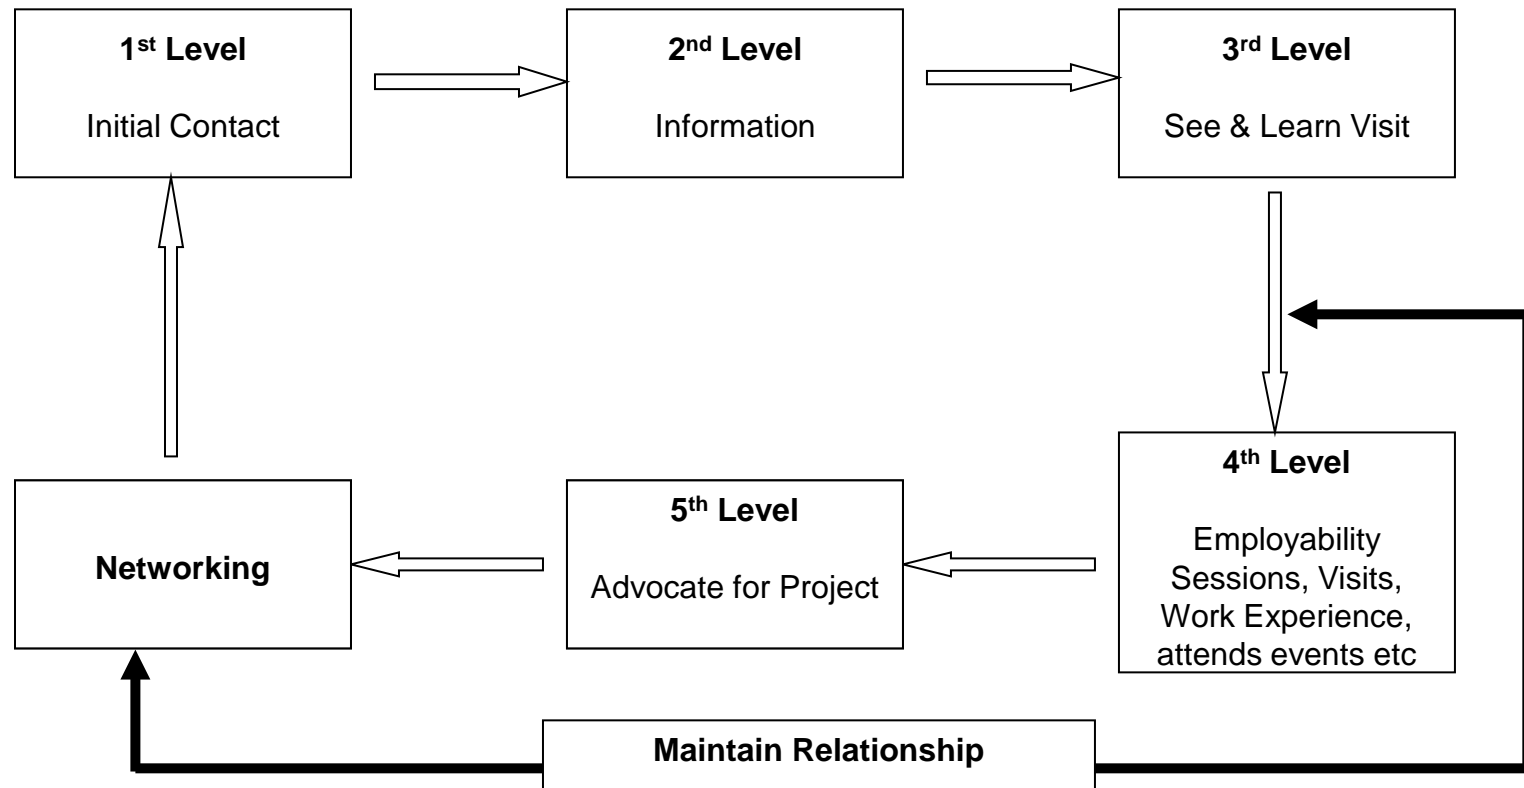 1st Level
Initial Contact
2nd Level
Information
3rd Level
See & Learn Visit
4th Level
Employability
Sessions, Visits,
Work Experience,
attends events etc
5th Level
Advocate for Project
Networking
Maintain Relationship